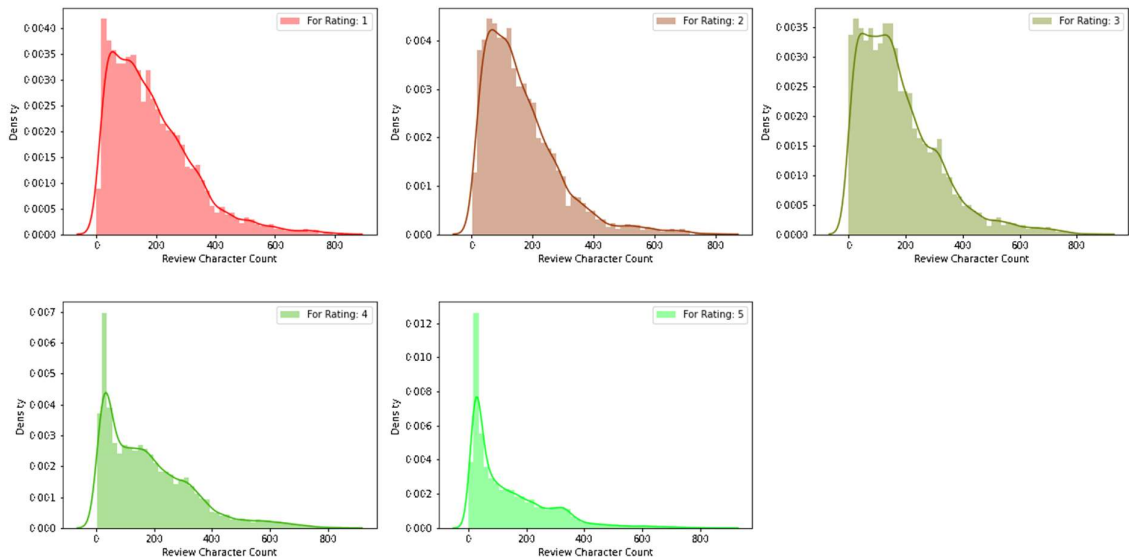 For Rating: 1
0.0040
0.0035
0.0030
0.0025
0.0020
0.0015
0.0010
0.0005
0.0000
Density
0 200 400 600 800
Review Character Count
For Rating: 2
0.004
0.003
0.002
0.001
0.000
Density
0 200 400 600 800
Review Character Count
For Rating: 3
0.0035
0.0030
0.0025
0.0020
0.0015
0.0010
0.0005
0.0000
Density
0 200 400 600 800
Review Character Count
For Rating: 4
0.007
0.006
0.005
0.004
0.003
0.002
0.001
0.000
Density
0 200 400 600 800
Review Character Count
For Rating: 5
0.012
0.010
0.008
0.006
0.004
0.002
0.000
Density
0 200 400 600 800
Review Character Count